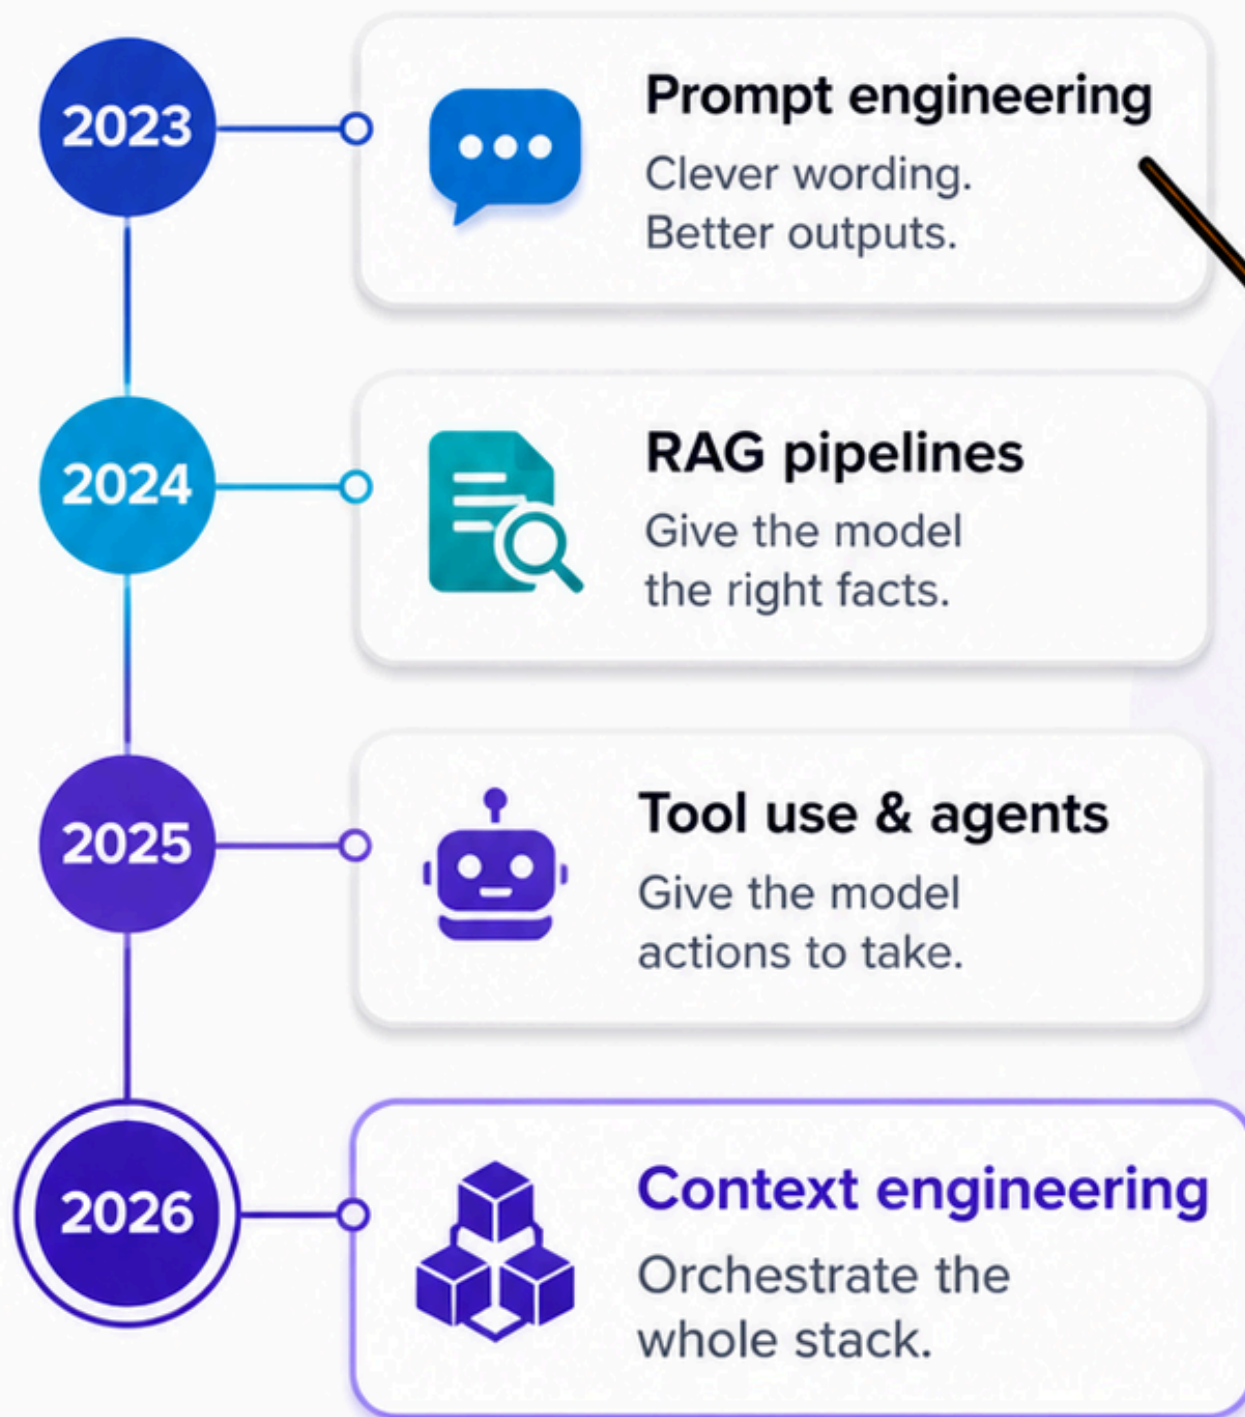 2023
Prompt engineering
Clever wording.
Better outputs.
2024
RAG pipelines
Give the model
the right facts.
2025
Tool use & agents
Give the model
actions to take.
2026
Context engineering
Orchestrate the
whole stack.